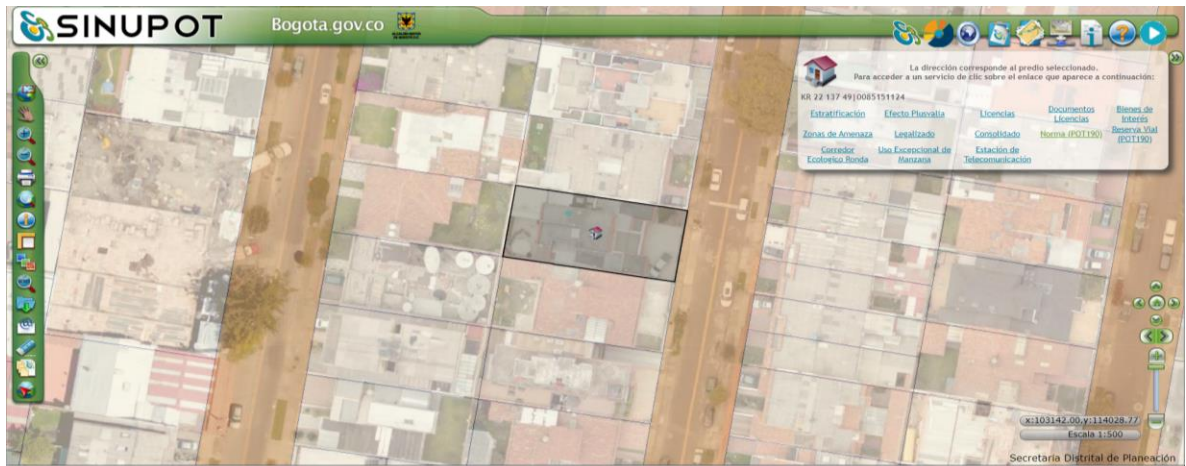 SINUPOT
Bogota.gov.co
La dirección corresponde al predio seleccionado.
Para acceder a un servicio de clic sobre el enlace que aparece a continuación:
KR 22 137 49|0085151124
Estratificación Efecto Plusvalía Licencias Documentos Licencias Bienes de Interés
Zonas de Amenaza Legalizado Consolidado Norma (POT190) Reserva Vial (POT190)
Corredor Ecologico Ronda Uso Excepcional de Manzana Estación de Telecomunicación
x:103142.00,y:114028.77
Escala 1:500
Secretaria Distrital de Planeación